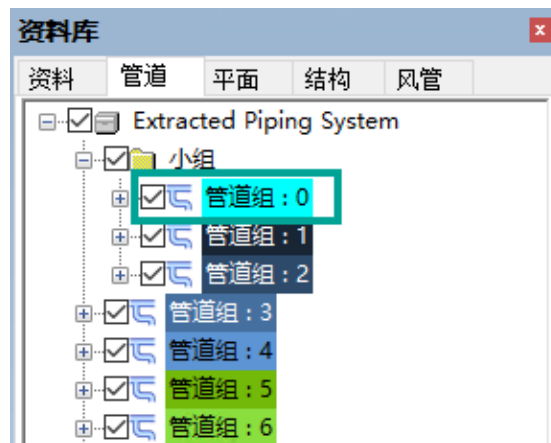 资料库
资料 管道 平面 结构 风管
Extracted Piping System
小组
管道组：0
管道组：1
管道组：2
管道组：3
管道组：4
管道组：5
管道组：6